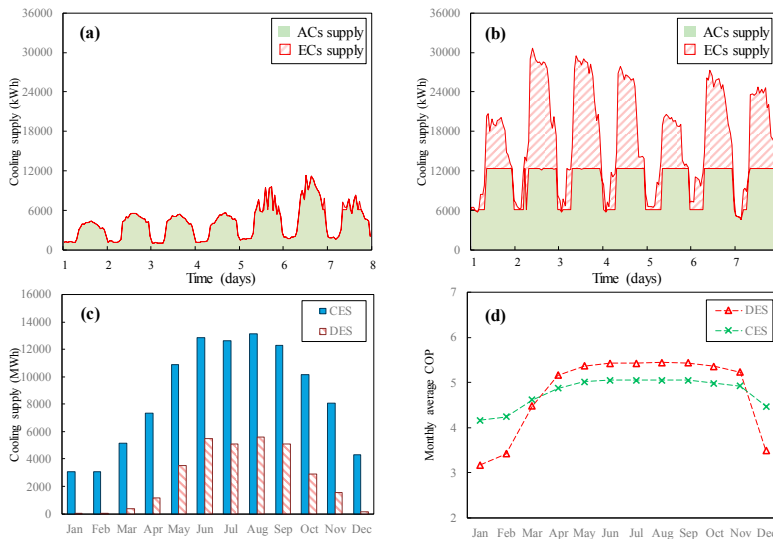 (a)
ACs supply
ECs supply
36000
30000
24000
18000
12000
6000
0
Cooling supply (kWh)
1 2 3 4 5 6 7 8
Time (days)
(b)
ACs supply
ECs supply
36000
30000
24000
18000
12000
6000
0
Cooling supply (kWh)
1 2 3 4 5 6 7
Time (days)
(c)
CES
DES
16000
14000
12000
10000
8000
6000
4000
2000
0
Cooling supply (MWh)
Jan Feb Mar Apr May Jun Jul Aug Sep Oct Nov Dec
(d)
DES
CES
7
6
5
4
3
2
Monthly average COP
Jan Feb Mar Apr May Jun Jul Aug Sep Oct Nov Dec